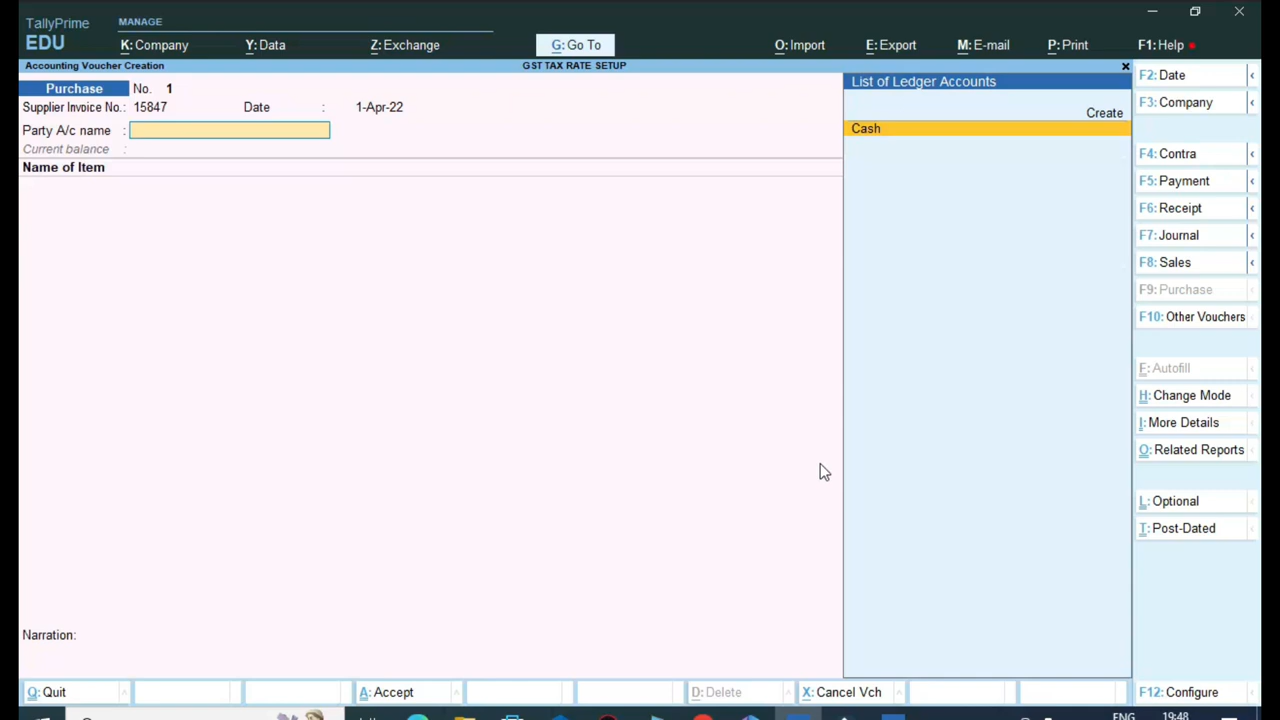 TallyPrime
EDU
MANAGE
K: Company
Y: Data
Z: Exchange
G: Go To
O: Import
E: Export
M: E-mail
P: Print
F1: Help
Accounting Voucher Creation
GST TAX RATE SETUP
Purchase No. 1
Supplier Invoice No.: 15847 Date : 1-Apr-22
Party A/c name :
Current balance :
Name of Item
List of Ledger Accounts
Create
Cash
F2: Date
F3: Company
F4: Contra
F5: Payment
F6: Receipt
F7: Journal
F8: Sales
F9: Purchase
F10: Other Vouchers
F: Autofill
H: Change Mode
I: More Details
O: Related Reports
L: Optional
T: Post-Dated
Narration:
Q: Quit
A: Accept
D: Delete
X: Cancel Vch
F12: Configure
ENG
19:48